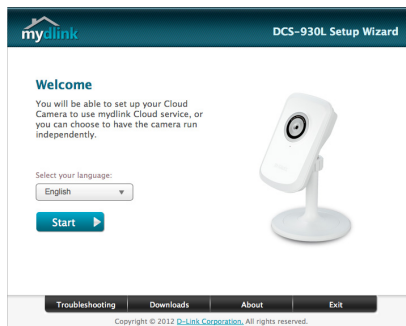 mydlink
DCS-930L Setup Wizard
Welcome
You will be able to set up your Cloud
Camera to use mydlink Cloud service, or
you can choose to have the camera run
independently.
Select your language:
English
Start
Troubleshooting Downloads About Exit
Copyright © 2012 D-Link Corporation. All rights reserved.